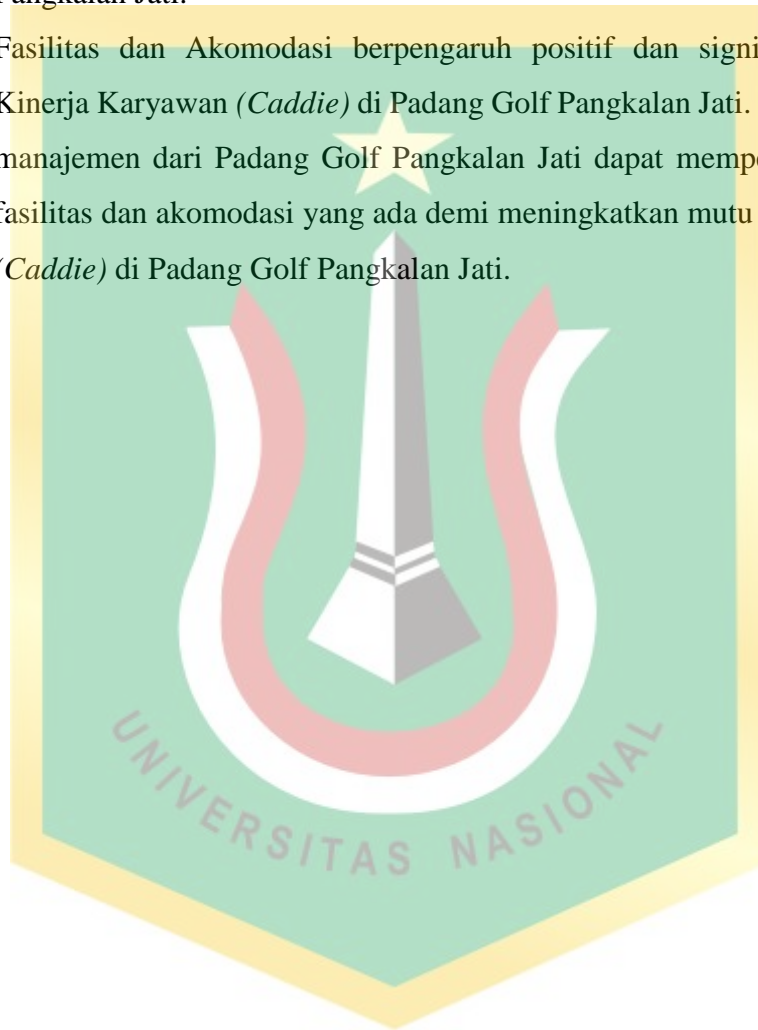 Pangkalan Jati.
Fasilitas dan Akomodasi berpengaruh positif dan signi
Kinerja Karyawan (Caddie) di Padang Golf Pangkalan Jati.
manajemen dari Padang Golf Pangkalan Jati dapat mempe
fasilitas dan akomodasi yang ada demi meningkatkan mutu
(Caddie) di Padang Golf Pangkalan Jati.
UNIVERSITAS NASIONAL